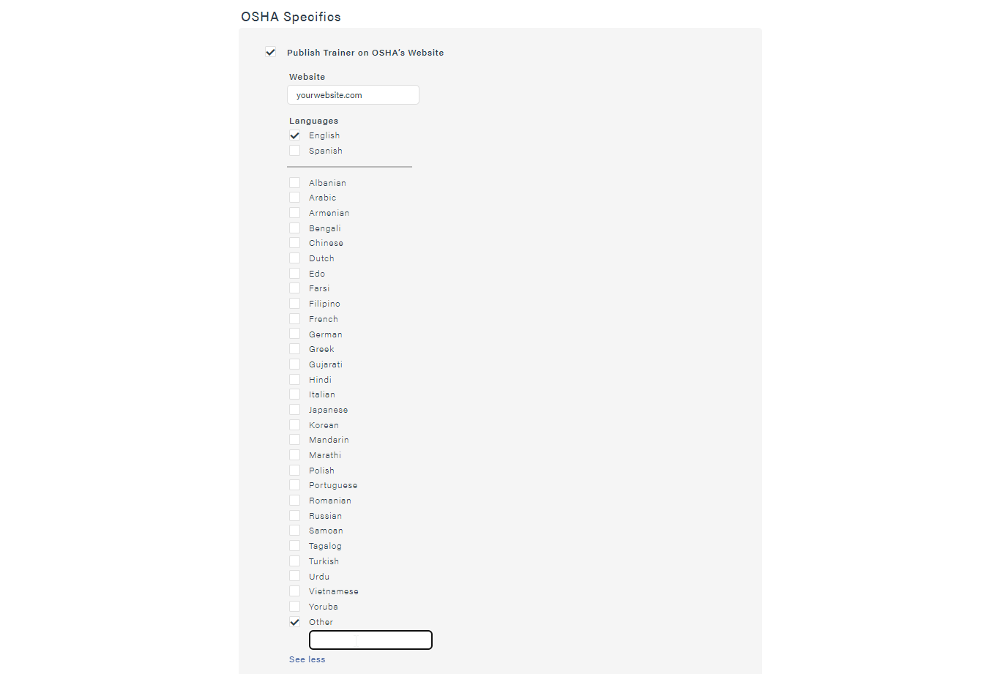 OSHA Specifics
Publish Trainer on OSHA's Website
Website
yourwebsite.com
Languages
English
Spanish
Albanian
Arabic
Armenian
Bengali
Chinese
Dutch
Edo
Farsi
Filipino
French
German
Greek
Gujarati
Hindi
Italian
Japanese
Korean
Mandarin
Marathi
Polish
Portuguese
Romanian
Russian
Samoan
Tagalog
Turkish
Urdu
Vietnamese
Yoruba
Other
See less